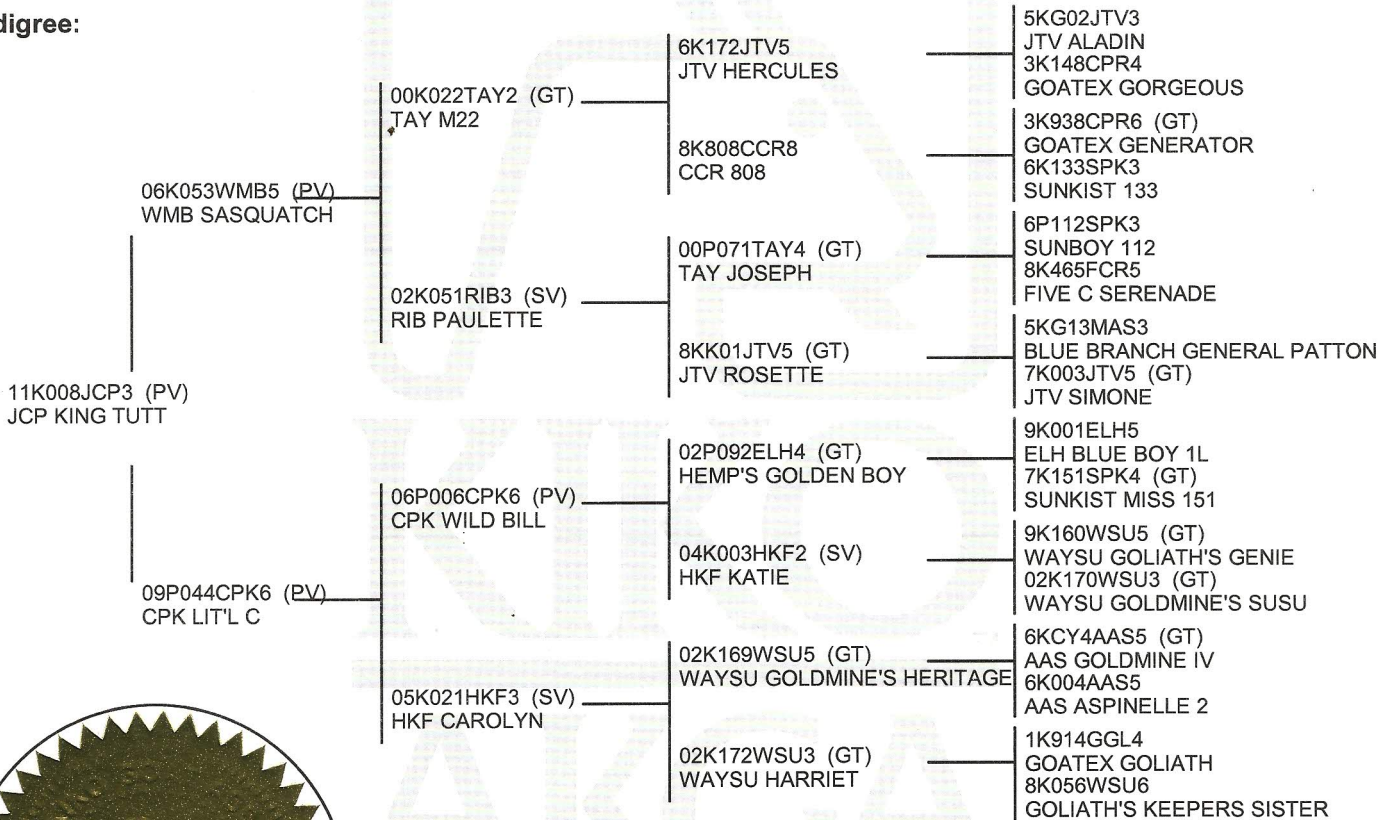 digree:
5KG02JTV3
JTV ALADIN
3K148CPR4
GOATEX GORGEOUS
6K172JTV5
JTV HERCULES
00K022TAY2 (GT)
TAY M22
3K938CPR6 (GT)
GOATEX GENERATOR
6K133SPK3
SUNKIST 133
8K808CCR8
CCR 808
06K053WMB5 (PV)
WMB SASQUATCH
6P112SPK3
SUNBOY 112
8K465FCR5
FIVE C SERENADE
00P071TAY4 (GT)
TAY JOSEPH
02K051RIB3 (SV)
RIB PAULETTE
5KG13MAS3
BLUE BRANCH GENERAL PATTON
7K003JTV5 (GT)
JTV SIMONE
8KK01JTV5 (GT)
JTV ROSETTE
11K008JCP3 (PV)
JCP KING TUTT
9K001ELH5
ELH BLUE BOY 1L
7K151SPK4 (GT)
SUNKIST MISS 151
02P092ELH4 (GT)
HEMP'S GOLDEN BOY
06P006CPK6 (PV)
CPK WILD BILL
9K160WSU5 (GT)
WAYSU GOLIATH'S GENIE
02K170WSU3 (GT)
WAYSU GOLDMINE'S SUSU
04K003HKF2 (SV)
HKF KATIE
09P044CPK6 (PV)
CPK LIT'L C
6KCY4AAS5 (GT)
AAS GOLDMINE IV
6K004AAS5
AAS ASPINELLE 2
02K169WSU5 (GT)
WAYSU GOLDMINE'S HERITAGE
05K021HKF3 (SV)
HKF CAROLYN
1K914GGL4
GOATEX GOLIATH
8K056WSU6
GOLIATH'S KEEPERS SISTER
02K172WSU3 (GT)
WAYSU HARRIET
KIKO
AKGA